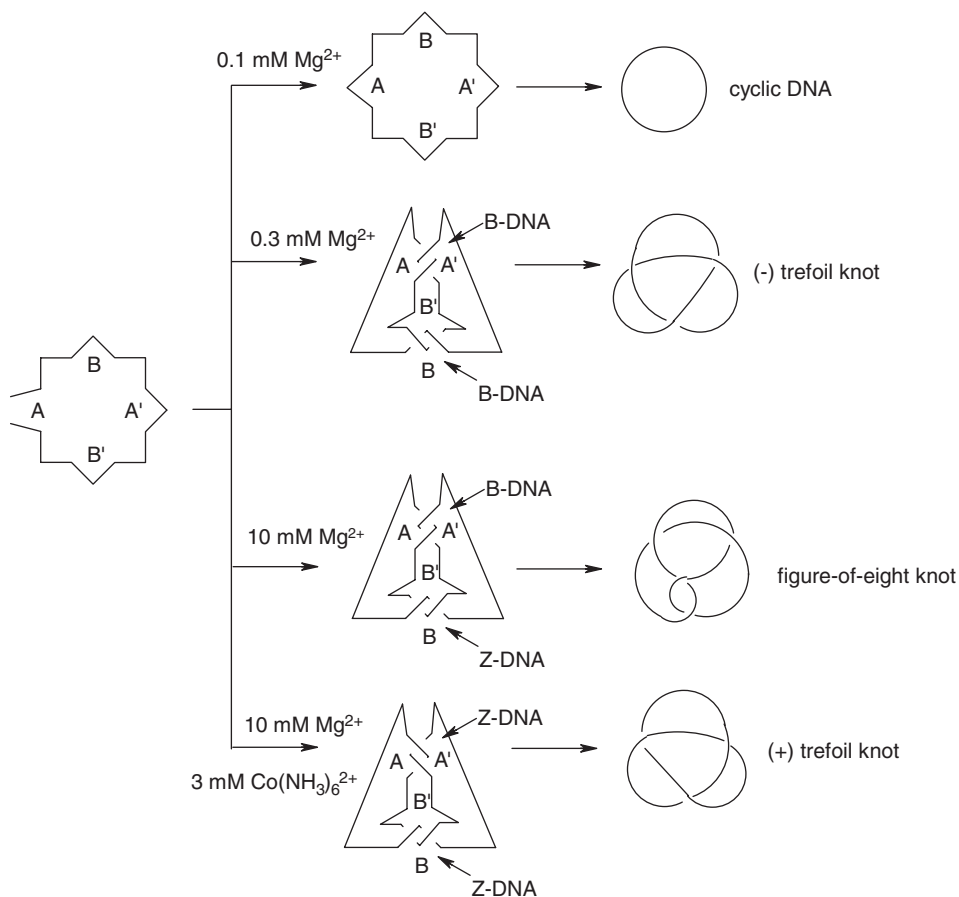 B
0.1 mM Mg2+
A
A'
B'
cyclic DNA
B-DNA
0.3 mM Mg2+
A
A'
B'
(-) trefoil knot
B
B-DNA
B
A
A'
B'
B-DNA
10 mM Mg2+
A
A'
B'
figure-of-eight knot
B
Z-DNA
10 mM Mg2+
Z-DNA
A
A'
(+) trefoil knot
3 mM Co(NH3)62+
B'
B
Z-DNA